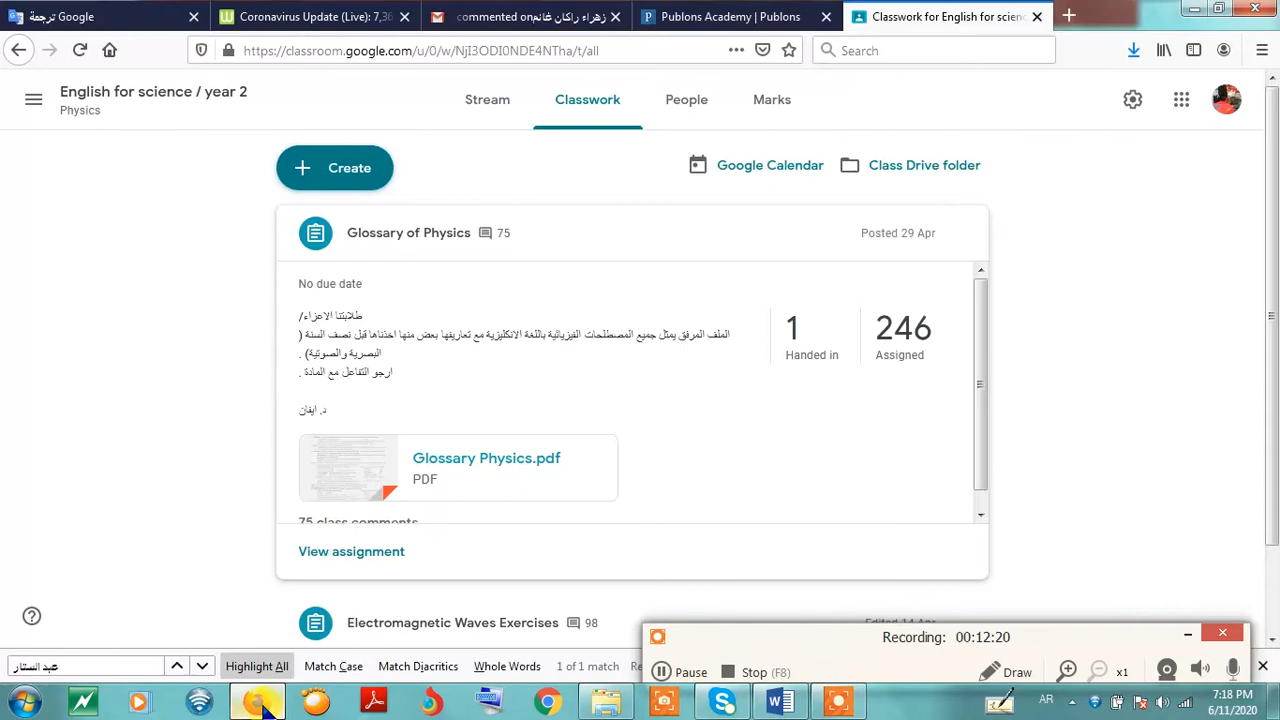 Google ترجمة
Coronavirus Update (Live): 7,36
زهراء راكان غانم commented on
Publons Academy | Publons
Classwork for English for scienc
https://classroom.google.com/u/0/w/NjI3ODI0NDE4NTha/t/all
Search
English for science / year 2
Physics
Stream
Classwork
People
Marks
Create
Google Calendar
Class Drive folder
Glossary of Physics
75
Posted 29 Apr
No due date
طلابتنا الاعزاء/
الملف المرفق يمثل جميع المصطلحات الفيزيائية باللغة الانكليزية مع تعاريفها بعض منها اخذناها قبل نصف السنة (
البصرية والصوتية) .
ارجو التفاعل مع المادة .
د. ايفان
1
Handed in
246
Assigned
Glossary Physics.pdf
PDF
75 class comments
View assignment
Electromagnetic Waves Exercises
98
Edited 14 Apr
Recording: 00:12:20
Pause
Stop (F8)
Draw
x1
عبد الستار
Highlight All
Match Case
Match Diacritics
Whole Words
1 of 1 match
AR
7:18 PM
6/11/2020